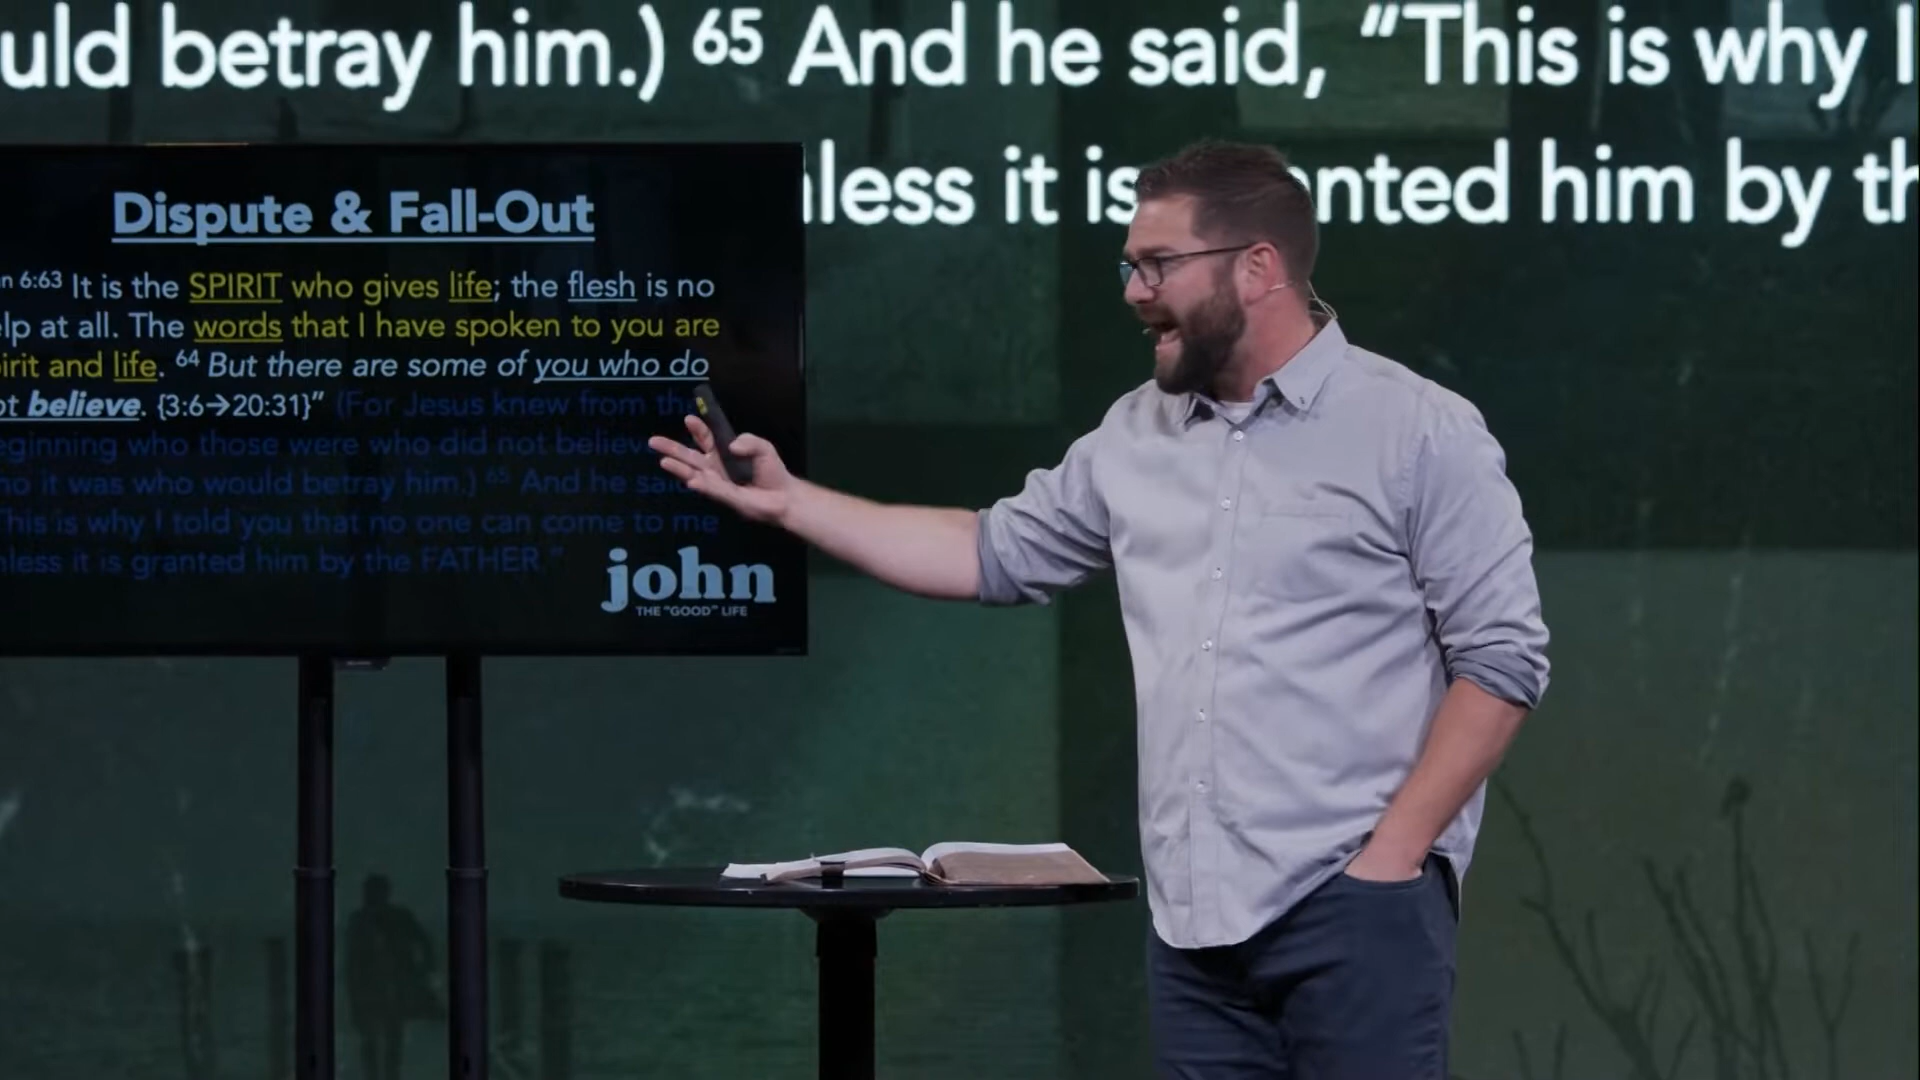 uld betray him.) 65 And he said, “This is why I
less it is nted him by th
Dispute & Fall-Out
n 6:63 It is the SPIRIT who gives life; the flesh is no
lp at all. The words that I have spoken to you are
irit and life. 64 But there are some of you who do
ot believe. {3:6→20:31}” (For Jesus knew from th
eginning who those were who did not believ
ho it was who would betray him.) 65 And he said
This is why I told you that no one can come to me
nless it is granted him by the FATHER.”
john
THE “GOOD” LIFE